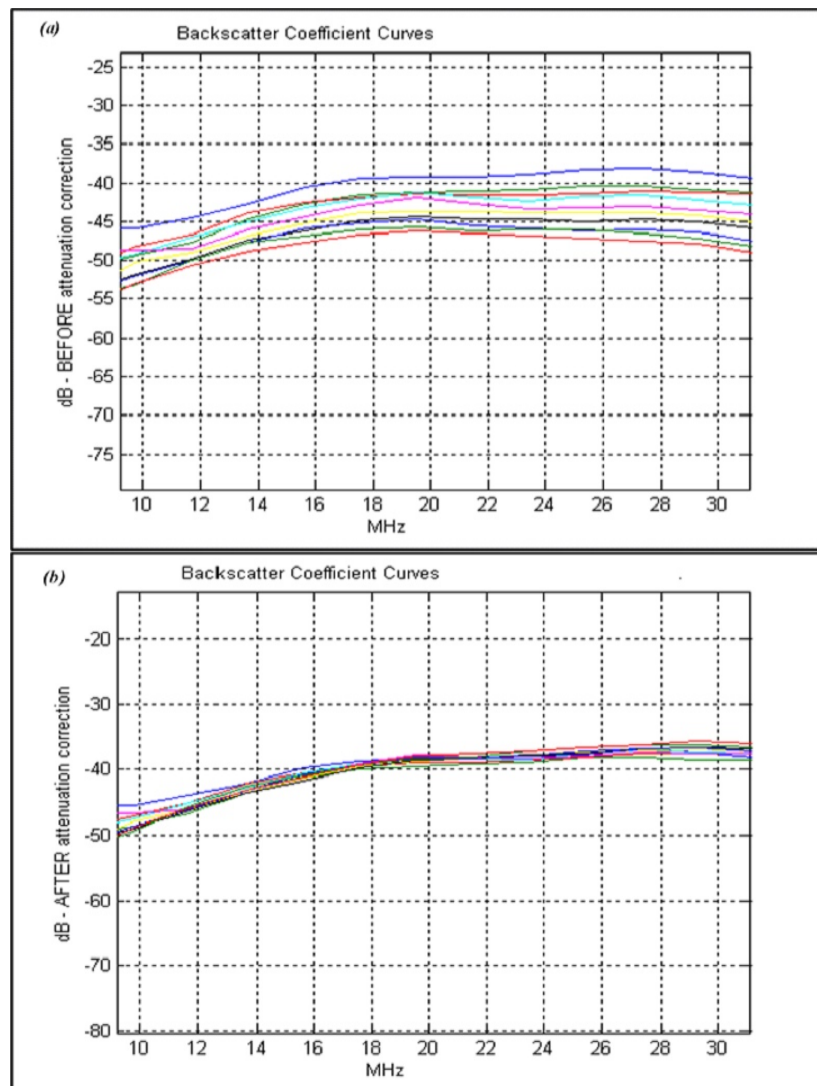 (a)
Backscatter Coefficient Curves
dB - BEFORE attenuation correction
-25
-30
-35
-40
-45
-50
-55
-60
-65
-70
-75
10 12 14 16 18 20 22 24 26 28 30
MHz
(b)
Backscatter Coefficient Curves
dB - AFTER attenuation correction
-20
-30
-40
-50
-60
-70
-80
10 12 14 16 18 20 22 24 26 28 30
MHz